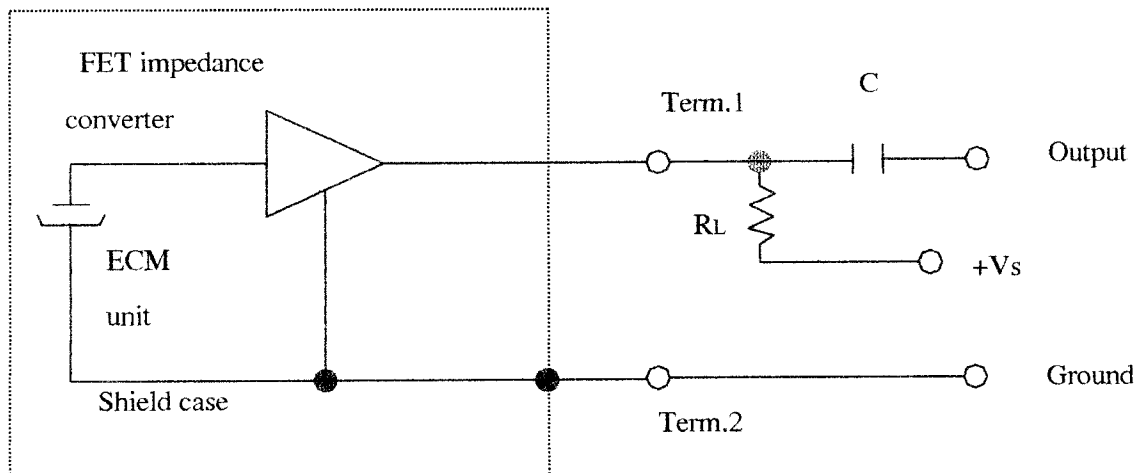 FET impedance
converter
Term.1
C
Output
RL
+Vs
ECM
unit
Shield case
Term.2
Ground